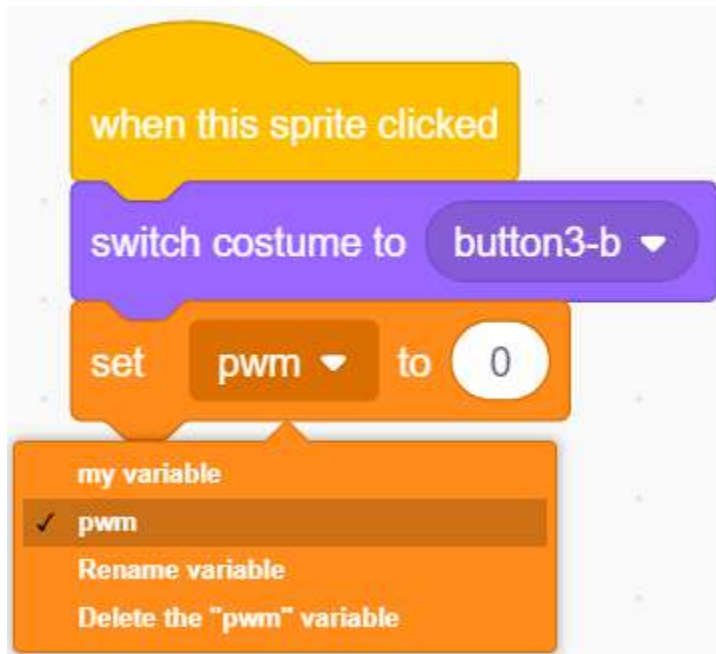 when this sprite clicked
switch costume to button3-b
set pwm to 0
my variable
✓ pwm
Rename variable
Delete the "pwm" variable